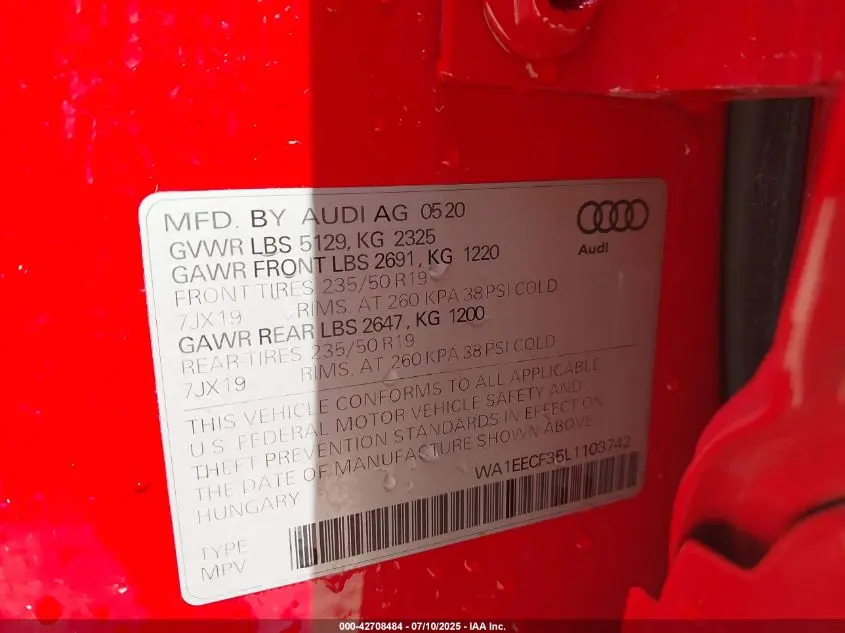 MFD. BY AUDI AG 0520
GVWR LBS 5129, KG 2325
GAWR FRONT LBS 2691, KG 1220
FRONT TIRES 235/50 R19
7JX19 RIMS. AT 260 KPA 38 PSI COLD
GAWR REAR LBS 2647, KG 1200
REAR TIRES 235/50 R19
7JX19 RIMS. AT 260 KPA 38 PSI COLD
Audi
THIS VEHICLE CONFORMS TO ALL APPLICABLE
U.S. FEDERAL MOTOR VEHICLE SAFETY AND
THEFT PREVENTION STANDARDS IN EFFECT ON
THE DATE OF MANUFACTURE SHOWN ABOVE.
HUNGARY
WA1EECF35L1103742
TYPE
MPV
000-42708484 - 07/10/2025 - IAA Inc.